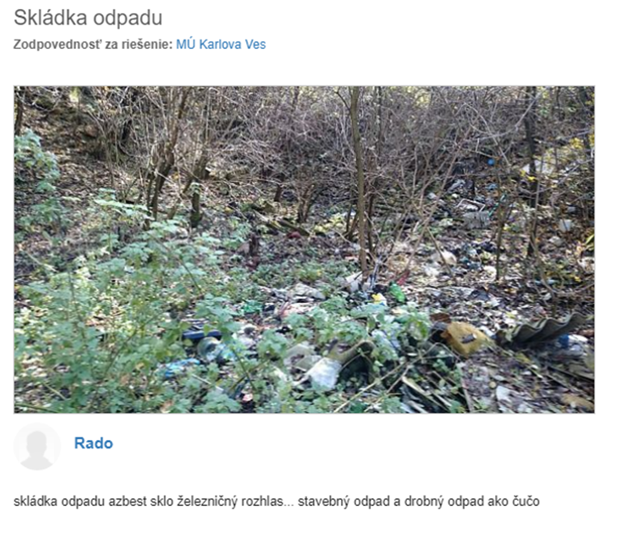 Skládka odpadu
Zodpovednosť za riešenie: MÚ Karlova Ves
Rado
skládka odpadu azbest sklo železničný rozhlas... stavebný odpad a drobný odpad ako čučo